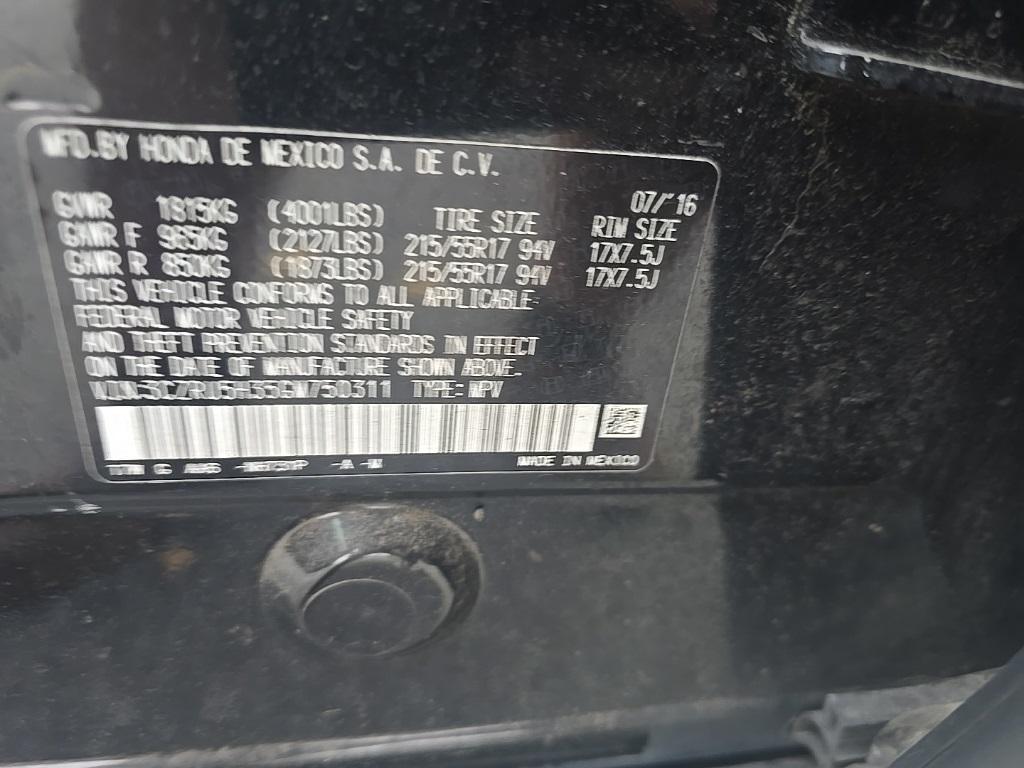 MFD.BY HONDA DE MEXICO S.A. DE C.V.
07/'16
GVWR 1815KG (4001LBS) TIRE SIZE RIM SIZE
GAWR F 965KG (2127LBS) 215/55R17 94V 17X7.5J
GAWR R 850KG (1873LBS) 215/55R17 94V 17X7.5J
THIS VEHICLE CONFORMS TO ALL APPLICABLE
FEDERAL MOTOR VEHICLE SAFETY
AND THEFT PREVENTION STANDARDS IN EFFECT
ON THE DATE OF MANUFACTURE SHOWN ABOVE.
V.I.N:3CZRU5H35GM750311 TYPE:MPV
MADE IN MEXICO